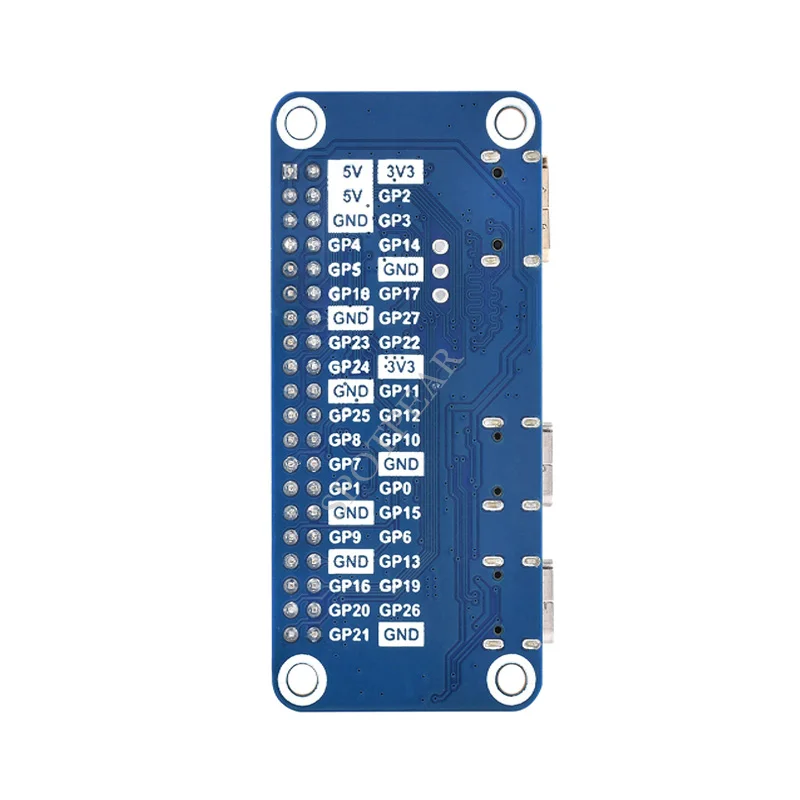 5V 3V3
5V GP2
GND GP3
GP4 GP14
GP5 GND
GP18 GP17
GND GP27
GP23 GP22
GP24 3V3
GND GP11
GP25 GP12
GP8 GP10
GP7 GND
GP1 GP0
GND GP15
GP9 GP6
GND GP13
GP16 GP19
GP20 GP26
GP21 GND
SPOTPEAR